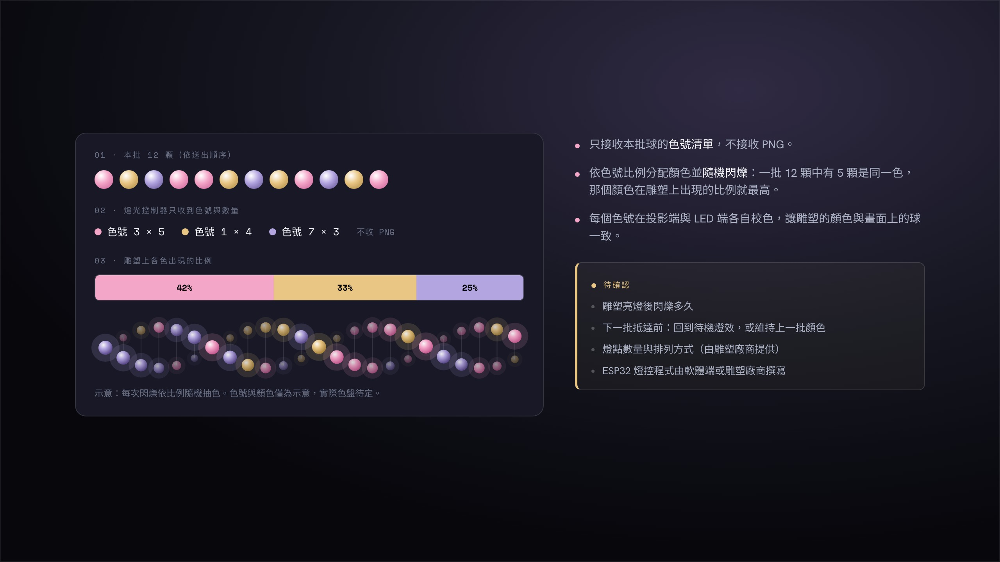 01 · 本批 12 顆（依送出順序）
02 · 燈光控制器只收到色號與數量
色號 3 × 5 色號 1 × 4 色號 7 × 3 不收 PNG
03 · 雕塑上各色出現的比例
42% 33% 25%
示意：每次閃爍依比例隨機抽色。色號與顏色僅為示意，實際色盤待定。
只接收本批球的色號清單，不接收 PNG。
依色號比例分配顏色並隨機閃爍：一批 12 顆中有 5 顆是同一色，
那個顏色在雕塑上出現的比例就最高。
每個色號在投影端與 LED 端各自校色，讓雕塑的顏色與畫面上的球
一致。
待確認
雕塑亮燈後閃爍多久
下一批抵達前：回到待機燈效，或維持上一批顏色
燈點數量與排列方式（由雕塑廠商提供）
ESP32 燈控程式由軟體端或雕塑廠商撰寫